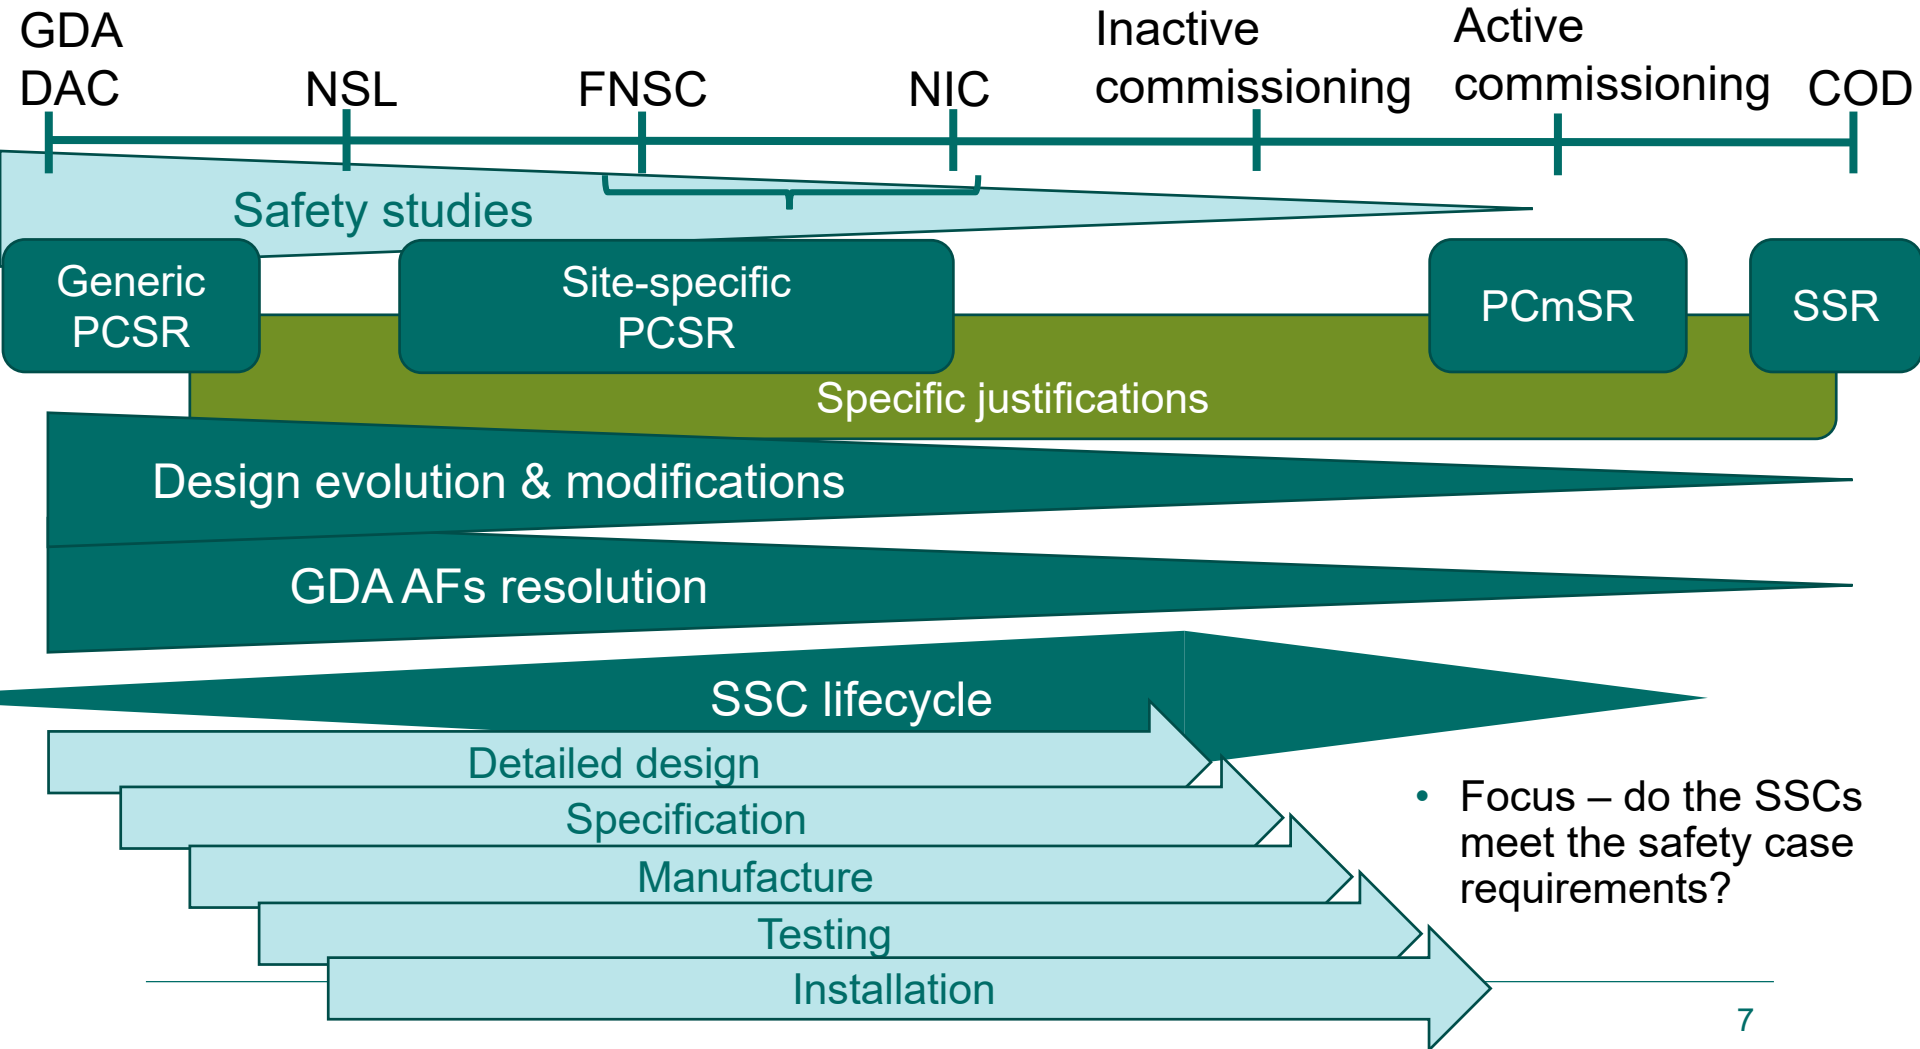 GDA
DAC
NSL
FNSC
NIC
Inactive
commissioning
Active
commissioning
COD
Safety studies
Generic
PCSR
Site-specific
PCSR
PCmSR
SSR
Specific justifications
Design evolution & modifications
GDA AFs resolution
SSC lifecycle
Detailed design
Specification
Manufacture
Testing
Installation
• Focus – do the SSCs
meet the safety case
requirements?
7